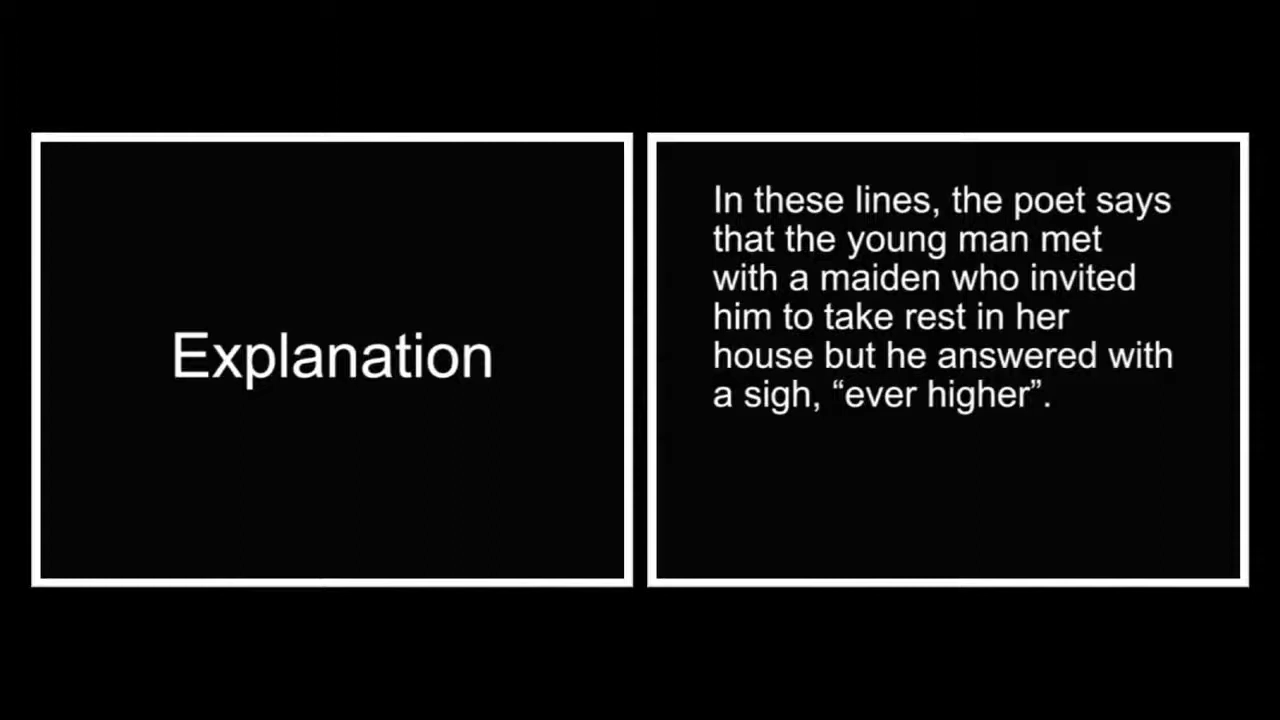 Explanation
In these lines, the poet says
that the young man met
with a maiden who invited
him to take rest in her
house but he answered with
a sigh, “ever higher”.